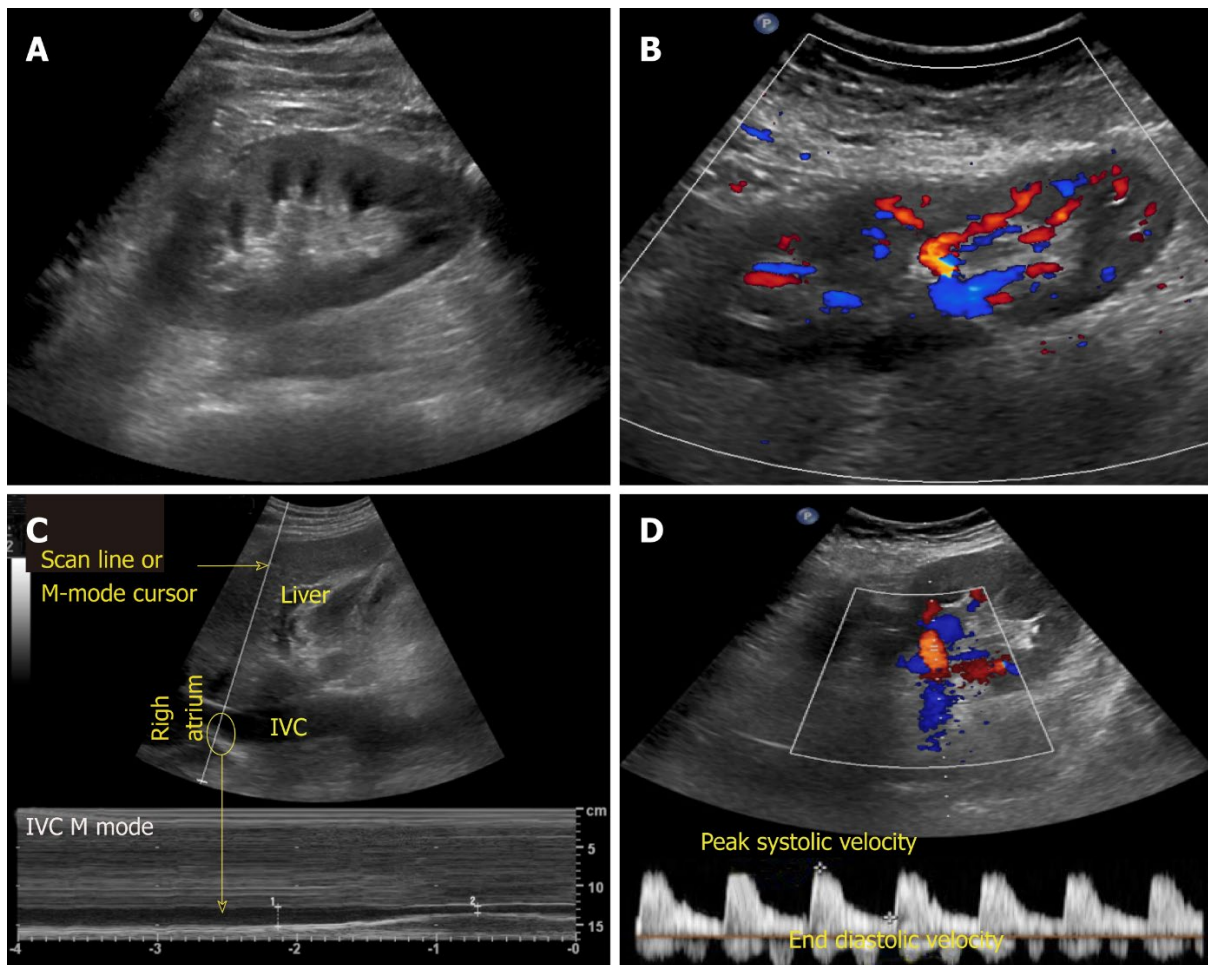 A
P
B
P
C
2
Scan line or
M-mode cursor
Liver
Righ
atrium
IVC
IVC M mode
cm
5
10
15
1
2
-4
-3
-2
-1
-0
D
P
Peak systolic velocity
End diastolic velocity